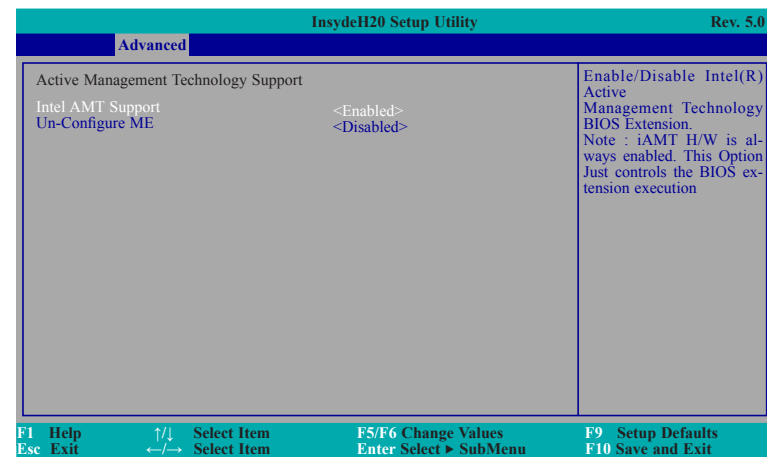 InsydeH20 Setup Utility Rev. 5.0
Advanced
Active Management Technology Support
Intel AMT Support <Enabled>
Un-Configure ME <Disabled>
Enable/Disable Intel(R)
Active
Management Technology
BIOS Extension.
Note : iAMT H/W is al-
ways enabled. This Option
Just controls the BIOS ex-
tension execution
F1 Help ↑/↓ Select Item F5/F6 Change Values F9 Setup Defaults
Esc Exit ←/→ Select Item Enter Select ▶ SubMenu F10 Save and Exit